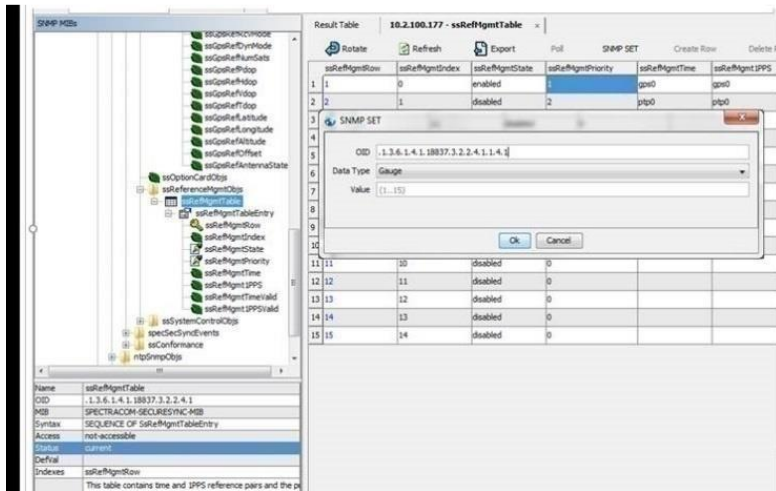 SNMP MIBs
ssGpsRefRcvMode
ssGpsRefDynMode
ssGpsRefNumSats
ssGpsRefPdop
ssGpsRefHdop
ssGpsRefVdop
ssGpsRefTdop
ssGpsRefLatitude
ssGpsRefLongitude
ssGpsRefAltitude
ssGpsRefOffset
ssGpsRefAntennaState
ssOptionCardObjs
ssReferenceMgmtObjs
ssRefMgmtTable
ssRefMgmtTableEntry
ssRefMgmtRow
ssRefMgmtIndex
ssRefMgmtState
ssRefMgmtPriority
ssRefMgmtTime
ssRefMgmt1PPS
ssRefMgmtTimeValid
ssRefMgmt1PPSValid
ssSystemControlObjs
specSecSyncEvents
ssConformance
ntpSnmpObjs
Name ssRefMgmtTable
OID .1.3.6.1.4.1.18837.3.2.2.4.1
MIB SPECTRACOM-SECURESYNC-MIB
Syntax SEQUENCE OF SsRefMgmtTableEntry
Access not-accessible
Status current
DefVal
Indexes ssRefMgmtRow
This table contains time and 1PPS reference pairs and the
Result Table 10.2.100.177 - ssRefMgmtTable
Rotate Refresh Export Poll SNMP SET Create Row Delete
ssRefMgmtRow ssRefMgmtIndex ssRefMgmtState ssRefMgmtPriority ssRefMgmtTime ssRefMgmt1PPS
1 1 0 enabled 1 gps0 gps0
2 2 1 disabled 2 ptp0 ptp0
3
4
5
6
7
8
9
10
SNMP SET
OID .1.3.6.1.4.1.18837.3.2.2.4.1.1.4.1
Data Type Gauge
Value (1..15)
Ok Cancel
11 11 10 disabled 0
12 12 11 disabled 0
13 13 12 disabled 0
14 14 13 disabled 0
15 15 14 disabled 0